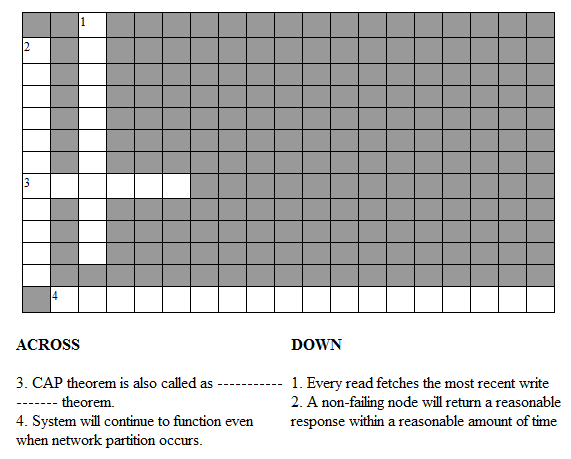 1
2
3
4
ACROSS
3. CAP theorem is also called as -----------
------- theorem.
4. System will continue to function even
when network partition occurs.
DOWN
1. Every read fetches the most recent write
2. A non-failing node will return a reasonable
response within a reasonable amount of time